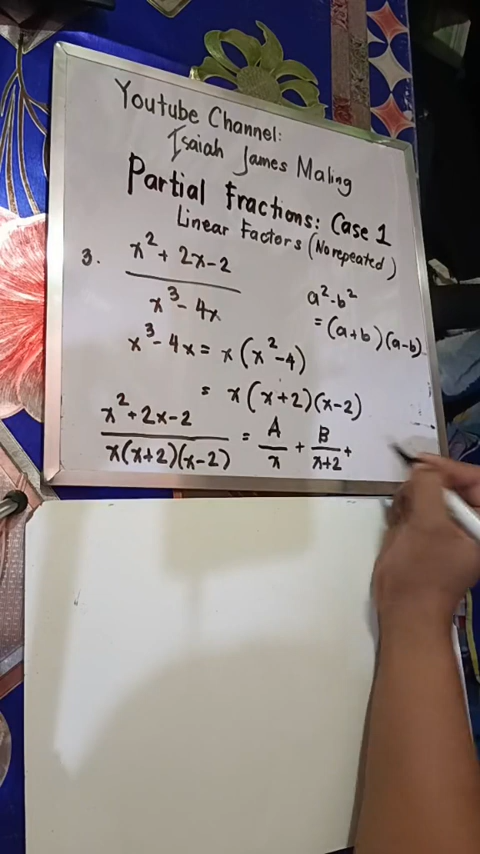 Youtube Channel:
Isaiah James Maling
Partial Fractions: Case 1
Linear Factors (No repeated)
3. x² + 2x - 2 / x³ - 4x
a² - b²
= (a+b)(a-b)
x³ - 4x = x(x² - 4)
= x(x+2)(x-2)
x² + 2x - 2 / x(x+2)(x-2) = A/x + B/x+2 +